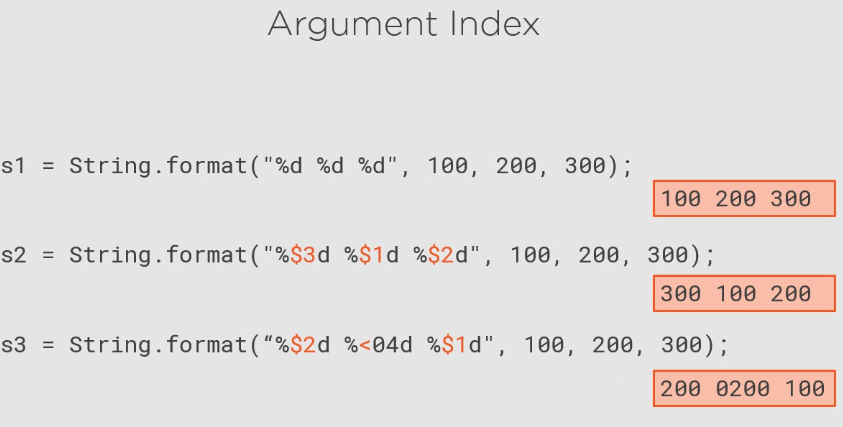 Argument Index
s1 = String.format("%d %d %d", 100, 200, 300);
100 200 300
s2 = String.format("%$3d %$1d %$2d", 100, 200, 300);
300 100 200
s3 = String.format(“%$2d %<04d %$1d", 100, 200, 300);
200 0200 100